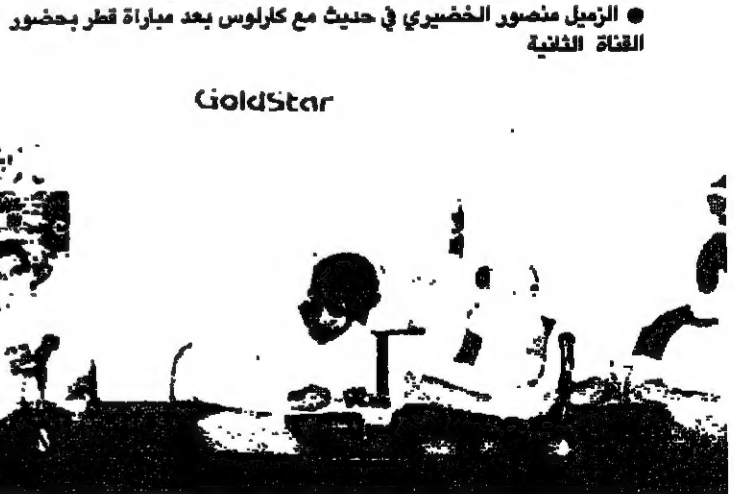 ● الزميل منصور الخضيري في حديث مع كارلوس بعد مباراة قطر بحضور
القناة الثانية
GoldStar